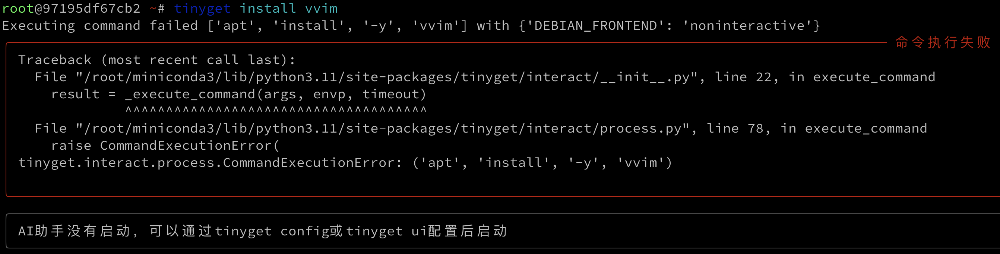 root@97195df67cb2 ~# tinyget install vvim
Executing command failed ['apt', 'install', '-y', 'vvim'] with {'DEBIAN_FRONTEND': 'noninteractive'}
命令执行失败
Traceback (most recent call last):
  File "/root/miniconda3/lib/python3.11/site-packages/tinyget/interact/__init__.py", line 22, in execute_command
    result = _execute_command(args, envp, timeout)
             ^^^^^^^^^^^^^^^^^^^^^^^^^^^^^^^^^^^^^
  File "/root/miniconda3/lib/python3.11/site-packages/tinyget/interact/process.py", line 78, in execute_command
    raise CommandExecutionError(
tinyget.interact.process.CommandExecutionError: ('apt', 'install', '-y', 'vvim')
AI助手没有启动, 可以通过tinyget config或tinyget ui配置后启动